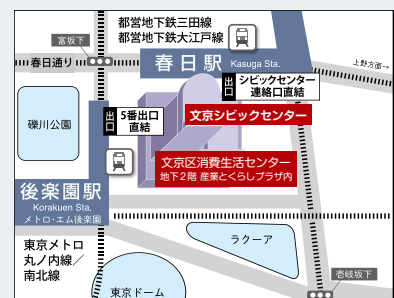 都営地下鉄三田線
都営地下鉄大江戸線
富坂下
春日通り
春日駅 Kasuga Sta.
上野方面→
出口 シビックセンター
連絡口直結
出口 5番出口
直結
文京シビックセンター
礫川公園
文京区消費生活センター
地下2階 産業とくらしプラザ内
後楽園駅
Korakuen Sta.
メトロ・エム後楽園
東京メトロ
丸ノ内線／
南北線
ラクーア
壱岐坂下
東京ドーム